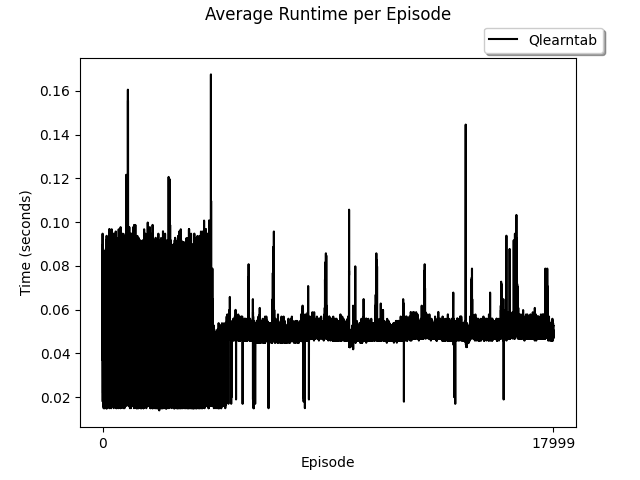 Average Runtime per Episode
Qlearntab
0.16
0.14
0.12
0.10
0.08
0.06
0.04
0.02
Time (seconds)
0
17999
Episode